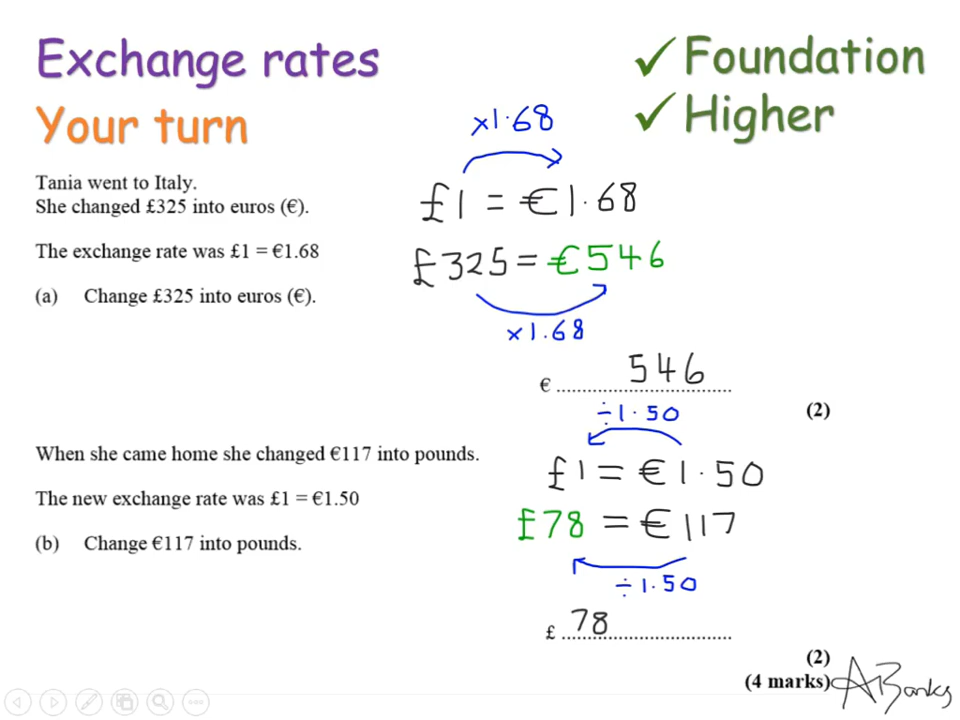 Exchange rates
Your turn
✓ Foundation
✓ Higher
Tania went to Italy.
She changed £325 into euros (€).
The exchange rate was £1 = €1.68
(a) Change £325 into euros (€).
×1.68
£1 = €1.68
£325 = €546
×1.68
€ 546
(2)
When she came home she changed €117 into pounds.
The new exchange rate was £1 = €1.50
(b) Change €117 into pounds.
÷1.50
£1 = €1.50
£78 = €117
÷1.50
£ 78
(2)
(4 marks)
ABanks